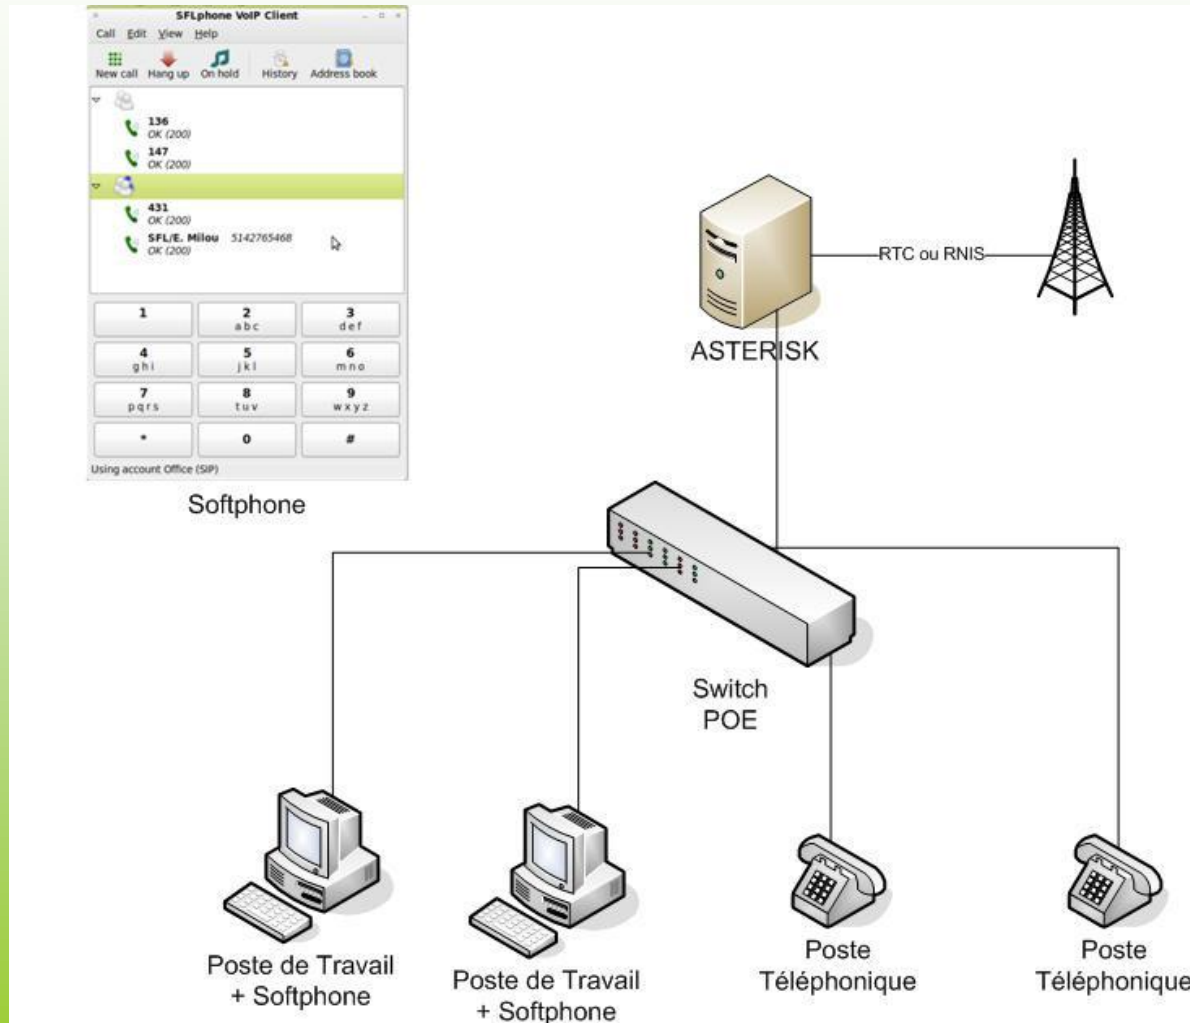 SFLphone VoIP Client
Call Edit View Help
New call Hang up On hold History Address book
136
OK (200)
147
OK (200)
431
OK (200)
SFL/E. Milou 5142765468
OK (200)
1 2 3
abc def
4 5 6
ghi jkl mno
7 8 9
pqrs tuv wxyz
* 0 #
Using account Office (SIP)
Softphone
RTC ou RNIS
ASTERISK
Switch
POE
Poste de Travail
+ Softphone
Poste de Travail
+ Softphone
Poste
Téléphonique
Poste
Téléphonique